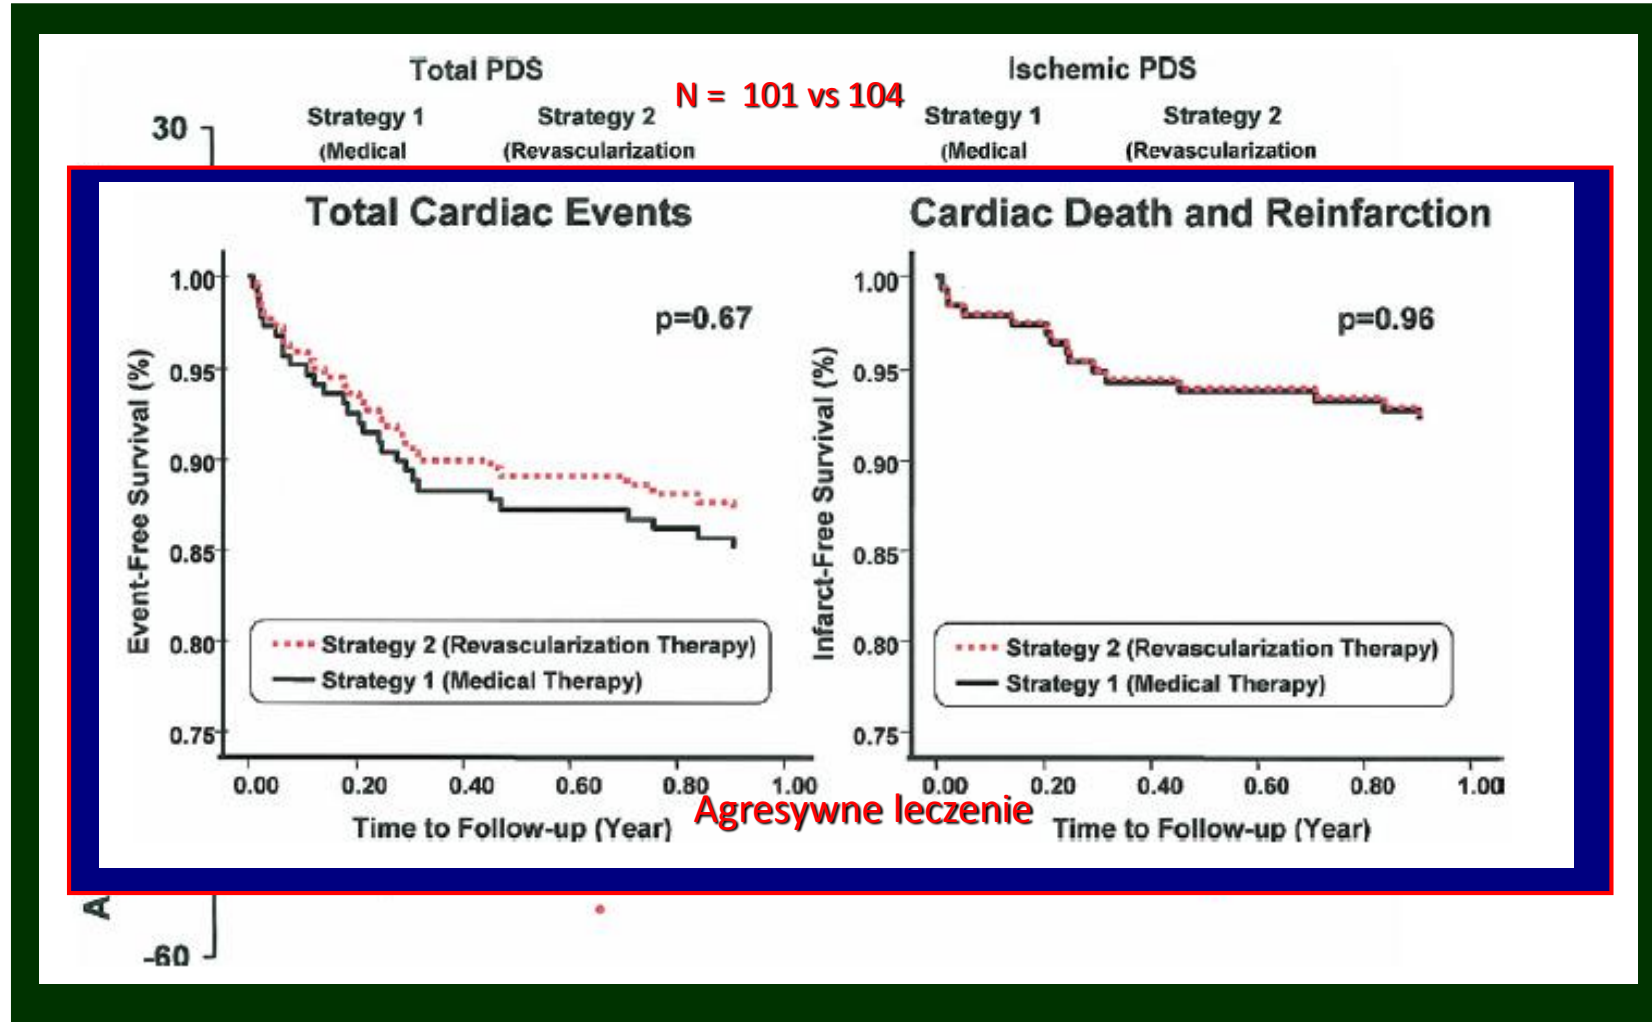 Total PDS
Ischemic PDS
N = 101 vs 104
Strategy 1
Strategy 2
Strategy 1
Strategy 2
30
(Medical
(Revascularization
(Medical
(Revascularization
Total Cardiac Events
Cardiac Death and Reinfarction
Event-Free Survival (%)
1.00
0.95
0.90
0.85
0.80
0.75
p=0.67
Strategy 2 (Revascularization Therapy)
Strategy 1 (Medical Therapy)
0.00 0.20 0.40 0.60 0.80 1.00
Time to Follow-up (Year)
Infarct-Free Survival (%)
1.00
0.95
0.90
0.85
0.80
0.75
p=0.96
Strategy 2 (Revascularization Therapy)
Strategy 1 (Medical Therapy)
0.00 0.20 0.40 0.60 0.80 1.00
Time to Follow-up (Year)
Agresywne leczenie
A
-60